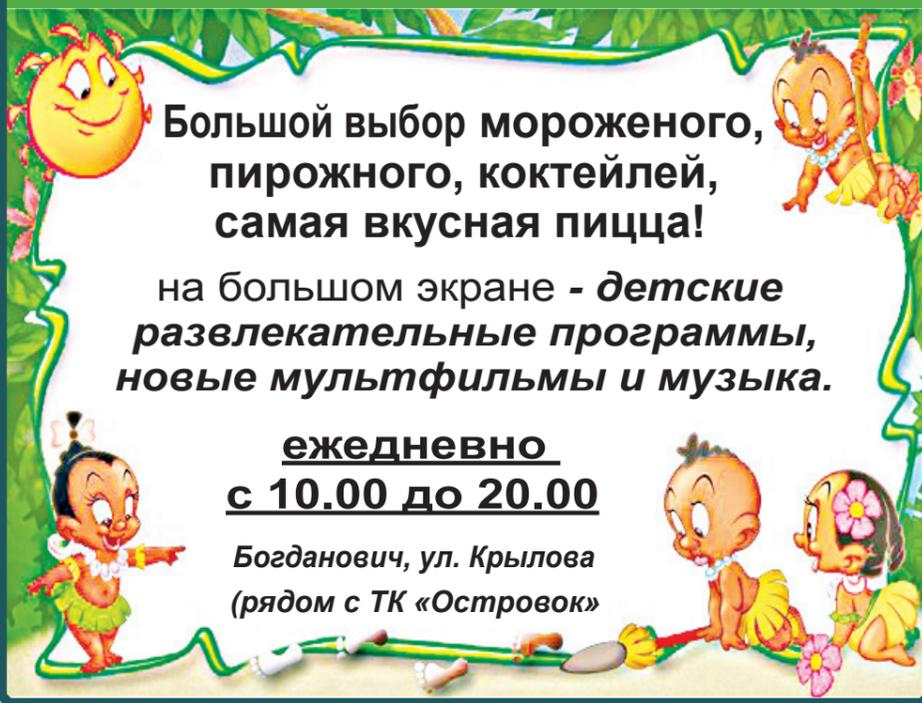 Большой выбор мороженого,
пирожного, коктейлей,
самая вкусная пицца!
на большом экране - детские
развлекательные программы,
новые мультфильмы и музыка.
ежедневно
с 10.00 до 20.00
Богданович, ул. Крылова
(рядом с ТК «Островок»